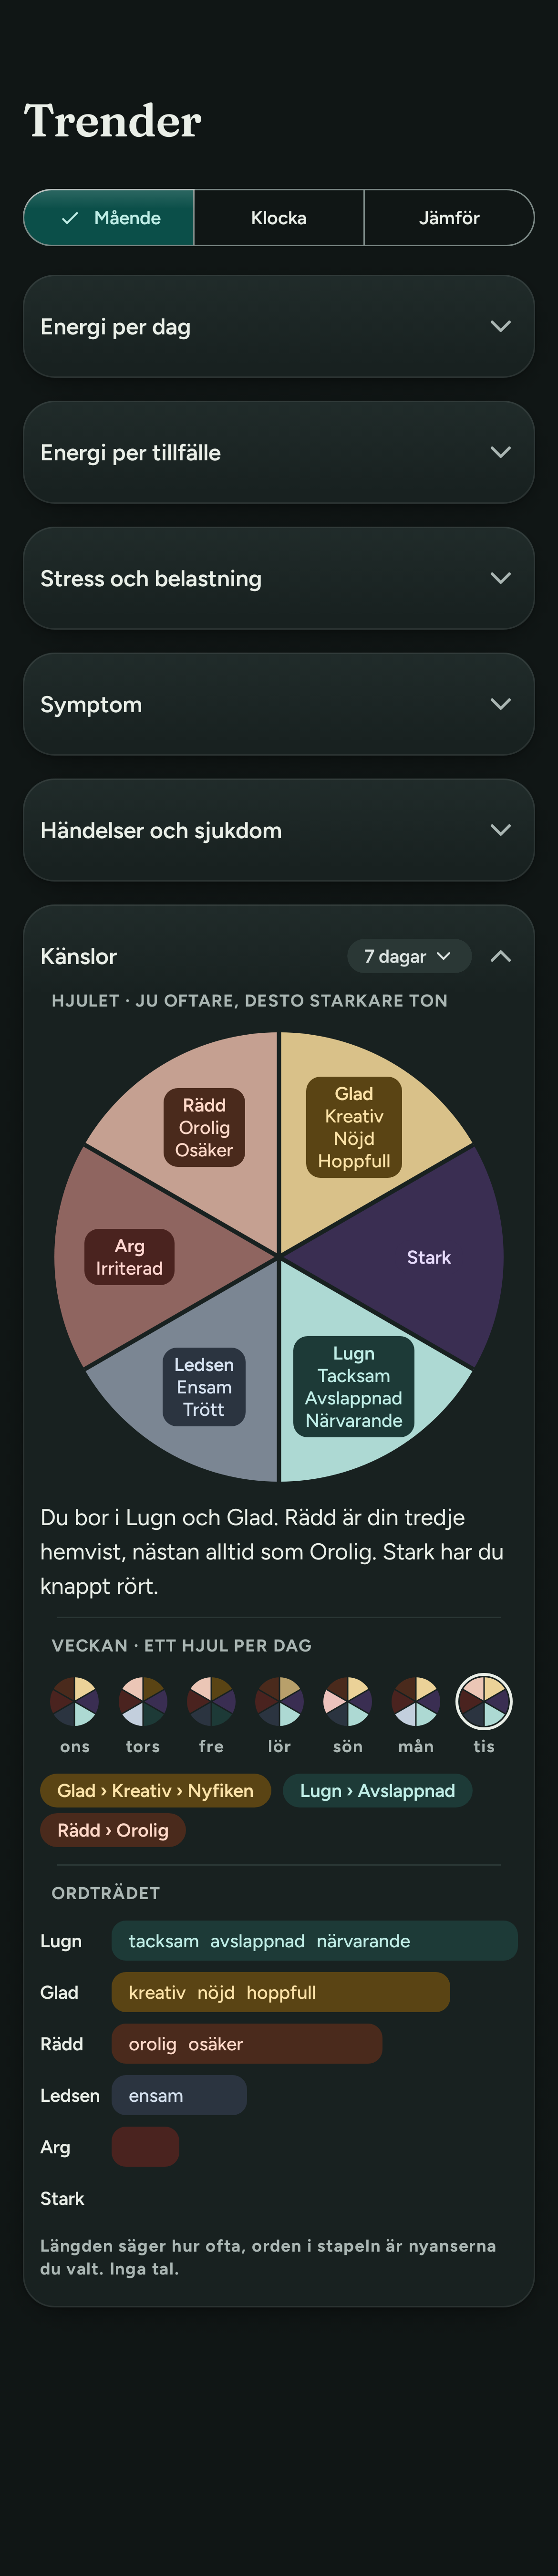 Trender
Mående
Klocka
Jämför
Energi per dag
Energi per tillfälle
Stress och belastning
Symptom
Händelser och sjukdom
Känslor
7 dagar
HJULET · JU OFTARE, DESTO STARKARE TON
Rädd
Orolig
Osäker
Glad
Kreativ
Nöjd
Hoppfull
Arg
Irriterad
Stark
Ledsen
Ensam
Trött
Lugn
Tacksam
Avslappnad
Närvarande
Du bor i Lugn och Glad. Rädd är din tredje
hemvist, nästan alltid som Orolig. Stark har du
knappt rört.
VECKAN · ETT HJUL PER DAG
ons tors fre lör sön mån tis
Glad › Kreativ › Nyfiken
Lugn › Avslappnad
Rädd › Orolig
ORDTRÄDET
Lugn tacksam avslappnad närvarande
Glad kreativ nöjd hoppfull
Rädd orolig osäker
Ledsen ensam
Arg
Stark
Längden säger hur ofta, orden i stapeln är nyanserna
du valt. Inga tal.